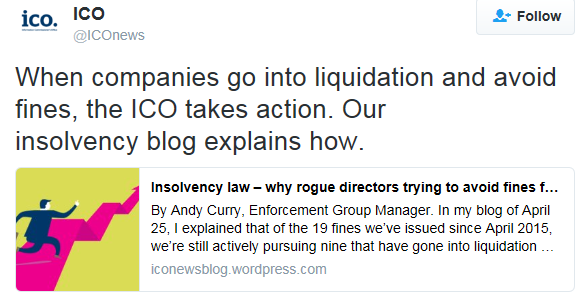 ico.
ICO
@ICOnews
Follow
When companies go into liquidation and avoid
fines, the ICO takes action. Our
insolvency blog explains how.
Insolvency law – why rogue directors trying to avoid fines f...
By Andy Curry, Enforcement Group Manager. In my blog of April
25, I explained that of the 19 fines we’ve issued since April 2015,
we’re still actively pursuing nine that have gone into liquidation ...
iconewsblog.wordpress.com